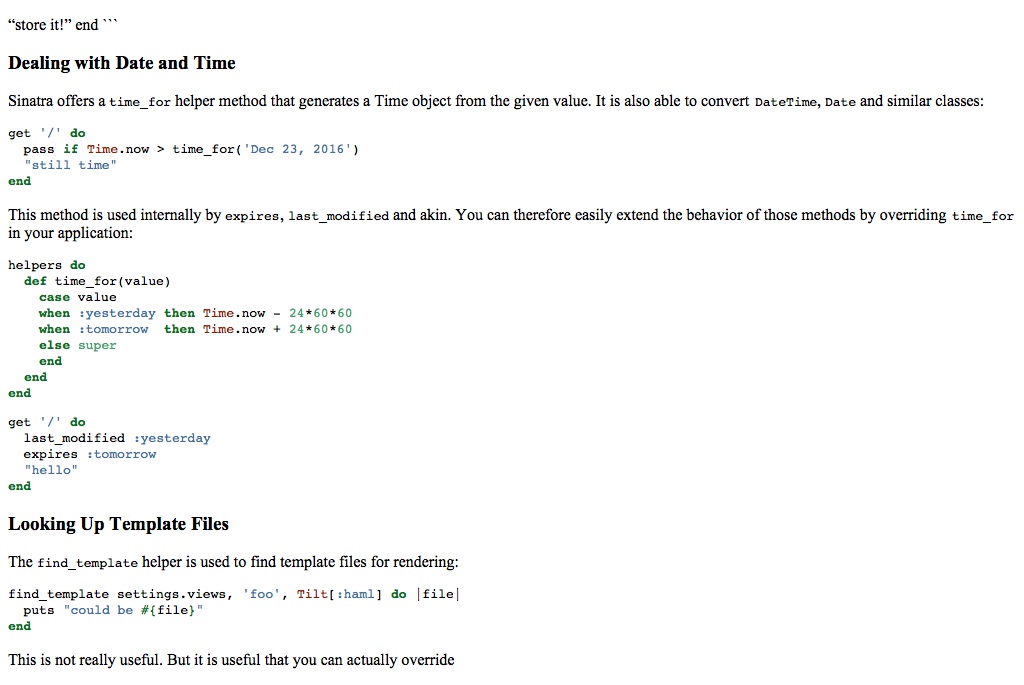 “store it!” end ```
Dealing with Date and Time
Sinatra offers a time_for helper method that generates a Time object from the given value. It is also able to convert DateTime, Date and similar classes:
get '/' do
  pass if Time.now > time_for('Dec 23, 2016')
  "still time"
end
This method is used internally by expires, last_modified and akin. You can therefore easily extend the behavior of those methods by overriding time_for
in your application:
helpers do
  def time_for(value)
    case value
    when :yesterday then Time.now - 24*60*60
    when :tomorrow  then Time.now + 24*60*60
    else super
    end
  end
end
get '/' do
  last_modified :yesterday
  expires :tomorrow
  "hello"
end
Looking Up Template Files
The find_template helper is used to find template files for rendering:
find_template settings.views, 'foo', Tilt[:haml] do |file|
  puts "could be #{file}"
end
This is not really useful. But it is useful that you can actually override